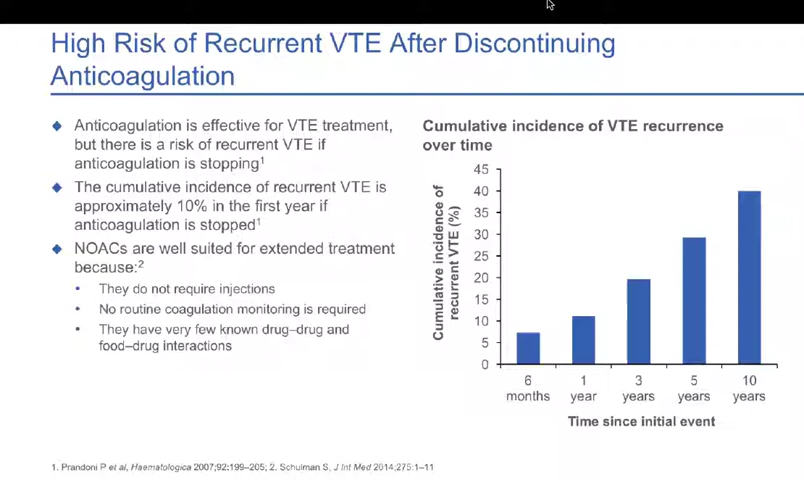 High Risk of Recurrent VTE After Discontinuing
Anticoagulation
◆ Anticoagulation is effective for VTE treatment,
but there is a risk of recurrent VTE if
anticoagulation is stopping¹
◆ The cumulative incidence of recurrent VTE is
approximately 10% in the first year if
anticoagulation is stopped¹
◆ NOACs are well suited for extended treatment
because:²
• They do not require injections
• No routine coagulation monitoring is required
• They have very few known drug–drug and
food–drug interactions
Cumulative incidence of VTE recurrence
over time
Cumulative incidence of
recurrent VTE (%)
45
40
35
30
25
20
15
10
5
0
6 months
1 year
3 years
5 years
10 years
Time since initial event
1. Prandoni P et al, Haematologica 2007;92:199–205; 2. Schulman S, J Int Med 2014;275:1–11